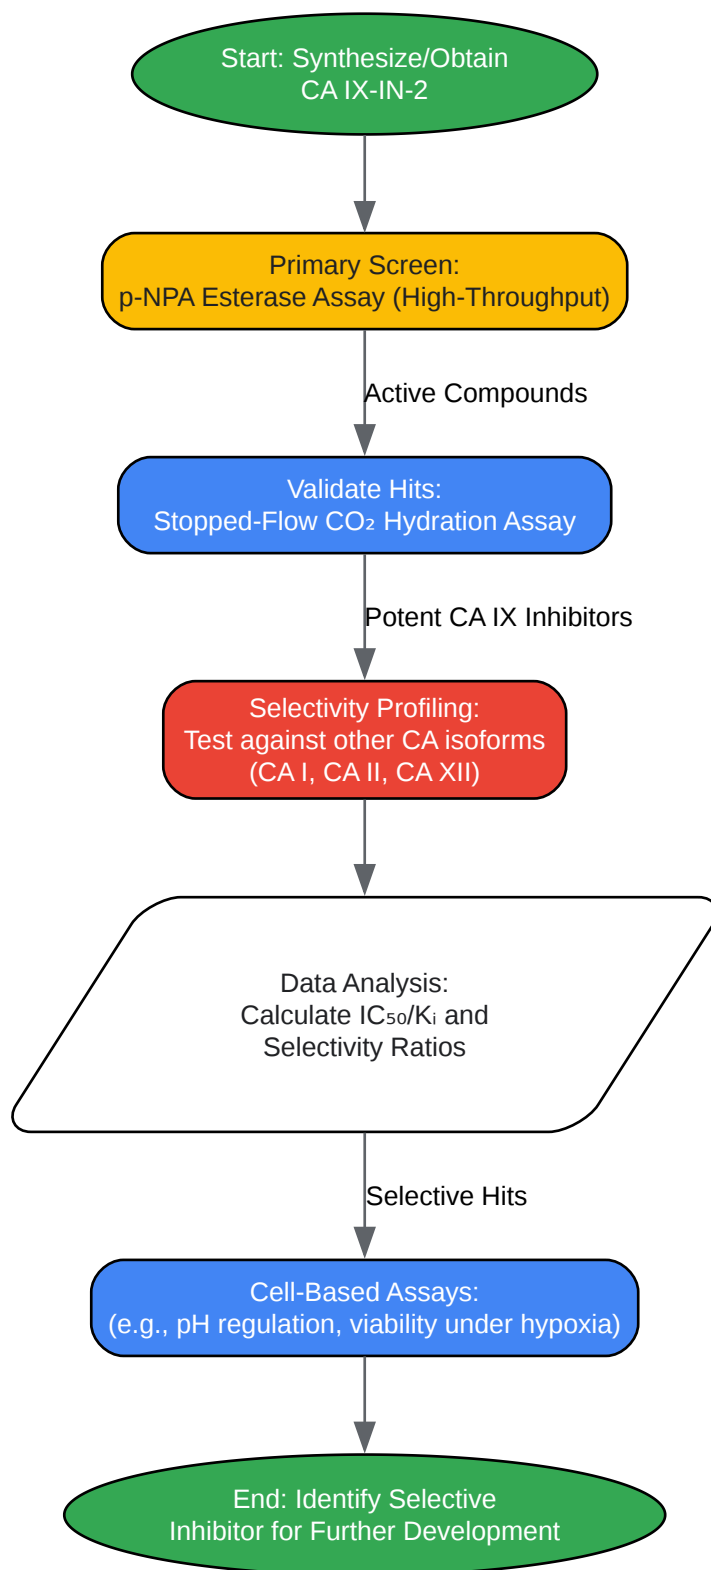 Start: Synthesize/Obtain
CA IX-IN-2
Primary Screen:
p-NPA Esterase Assay (High-Throughput)
Active Compounds
Validate Hits:
Stopped-Flow CO₂ Hydration Assay
Potent CA IX Inhibitors
Selectivity Profiling:
Test against other CA isoforms
(CA I, CA II, CA XII)
Data Analysis:
Calculate IC₅₀/Kᵢ and
Selectivity Ratios
Selective Hits
Cell-Based Assays:
(e.g., pH regulation, viability under hypoxia)
End: Identify Selective
Inhibitor for Further Development